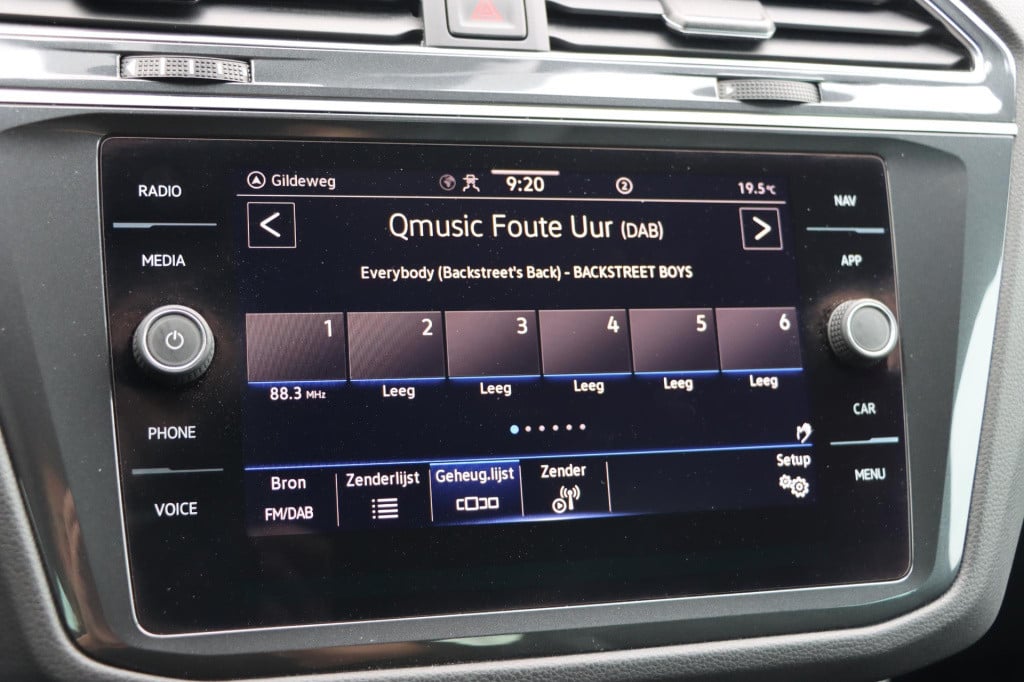 RADIO
MEDIA
PHONE
VOICE
Gildeweg
9:20
2
19.5°C
< Qmusic Foute Uur (DAB) >
Everybody (Backstreet's Back) - BACKSTREET BOYS
1 2 3 4 5 6
88.3 MHz Leeg Leeg Leeg Leeg Leeg
Bron
FM/DAB
Zenderlijst
Geheug.lijst
Zender
Setup
NAV
APP
CAR
MENU